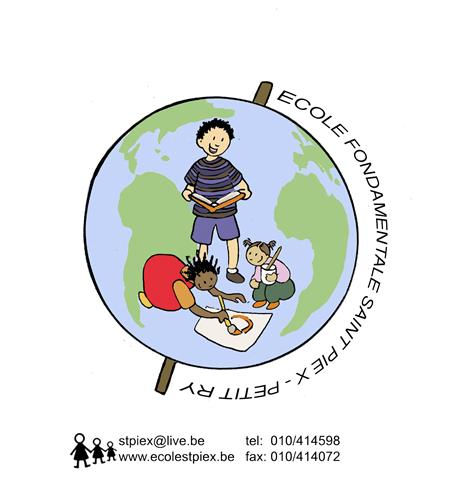 ECOLE FONDAMENTALE SAINT PIE X - PETIT RY
stpiex@live.be tel: 010/414598
www.ecolestpiex.be fax: 010/414072